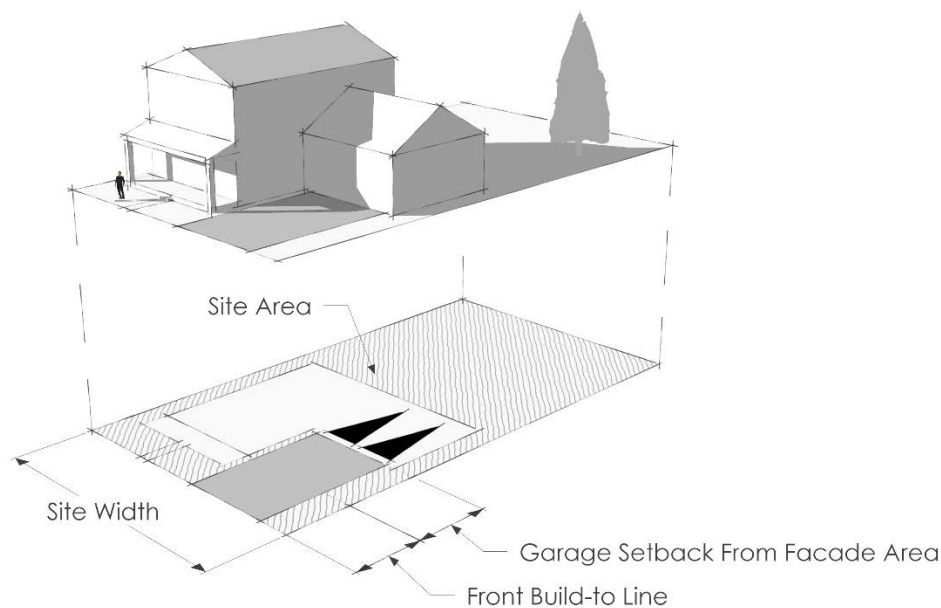 Site Area
Site Width
Garage Setback From Facade Area
Front Build-to Line